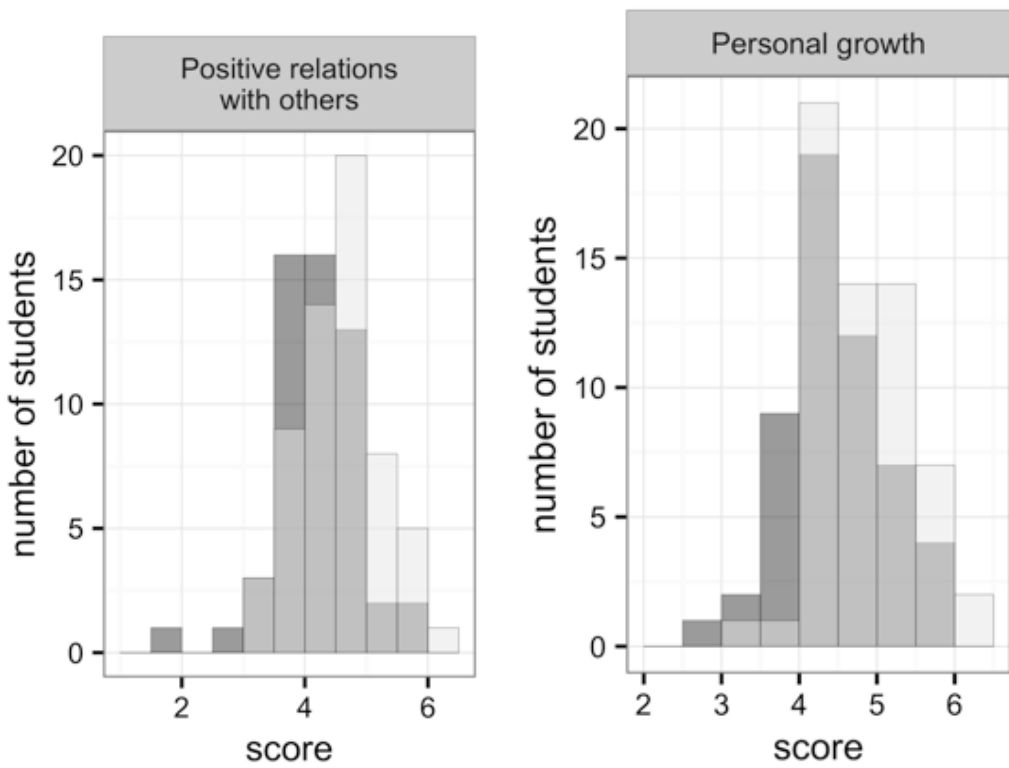 Positive relations
with others
20
15
10
5
0
number of students
2 4 6
score
Personal growth
20
15
10
5
0
number of students
2 3 4 5 6
score